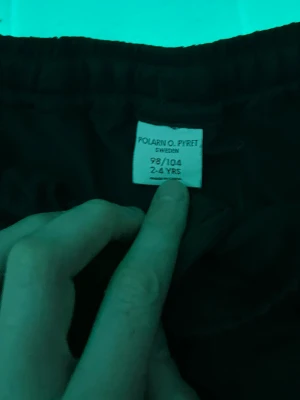 POLARN O. PYRET
SWEDEN
98/104
2-4 YRS